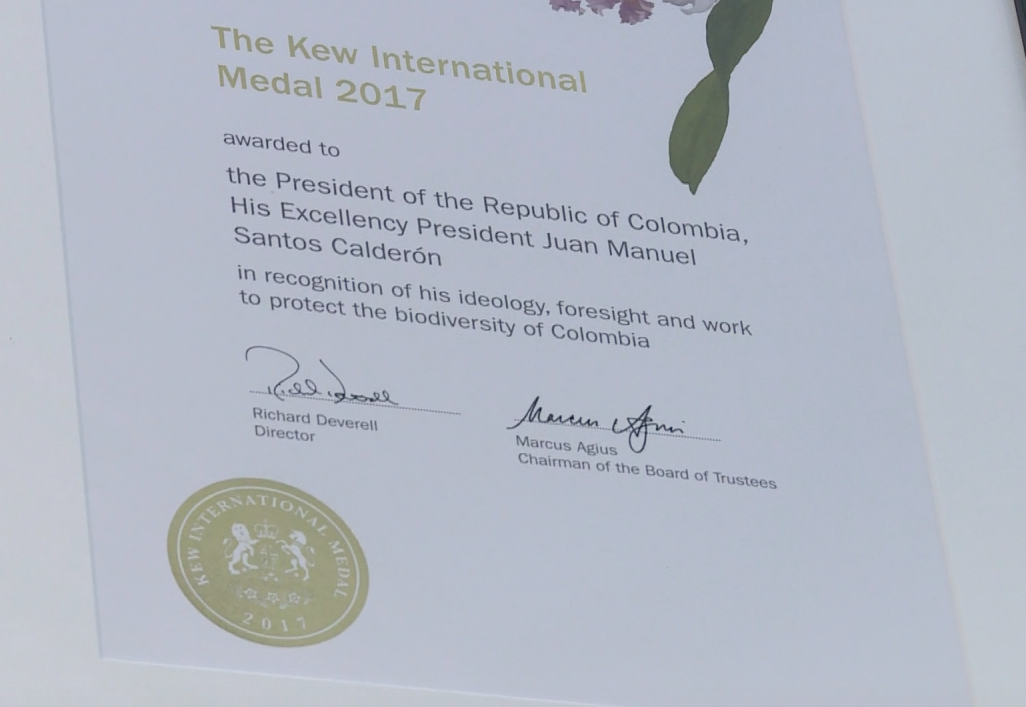 The Kew International
Medal 2017
awarded to
the President of the Republic of Colombia,
His Excellency President Juan Manuel
Santos Calderón
in recognition of his ideology, foresight and work
to protect the biodiversity of Colombia
Richard Deverell
Director
Marcus Agius
Marcus Agius
Chairman of the Board of Trustees
KEW INTERNATIONAL MEDAL
2017